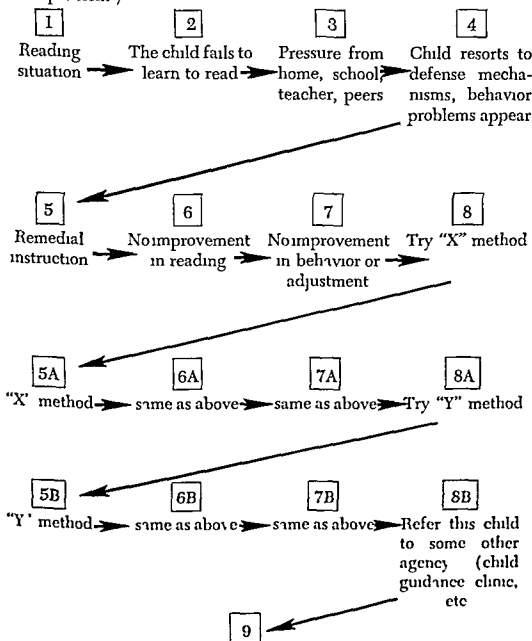 1 2 3 4
Reading The child fails to Pressure from Child resorts to
situation learn to read home, school, defense mecha-
teacher, peers nisms, behavior
problems appear
5 6 7 8
Remedial No improvement No improvement Try "X" method
instruction in reading in behavior or
adjustment
5A 6A 7A 8A
"X' method same as above same as above Try "Y" method
5B 6B 7B 8B
"Y' method same as above same as above Refer this child
to some other
agency (child
guidance clinic,
etc
9